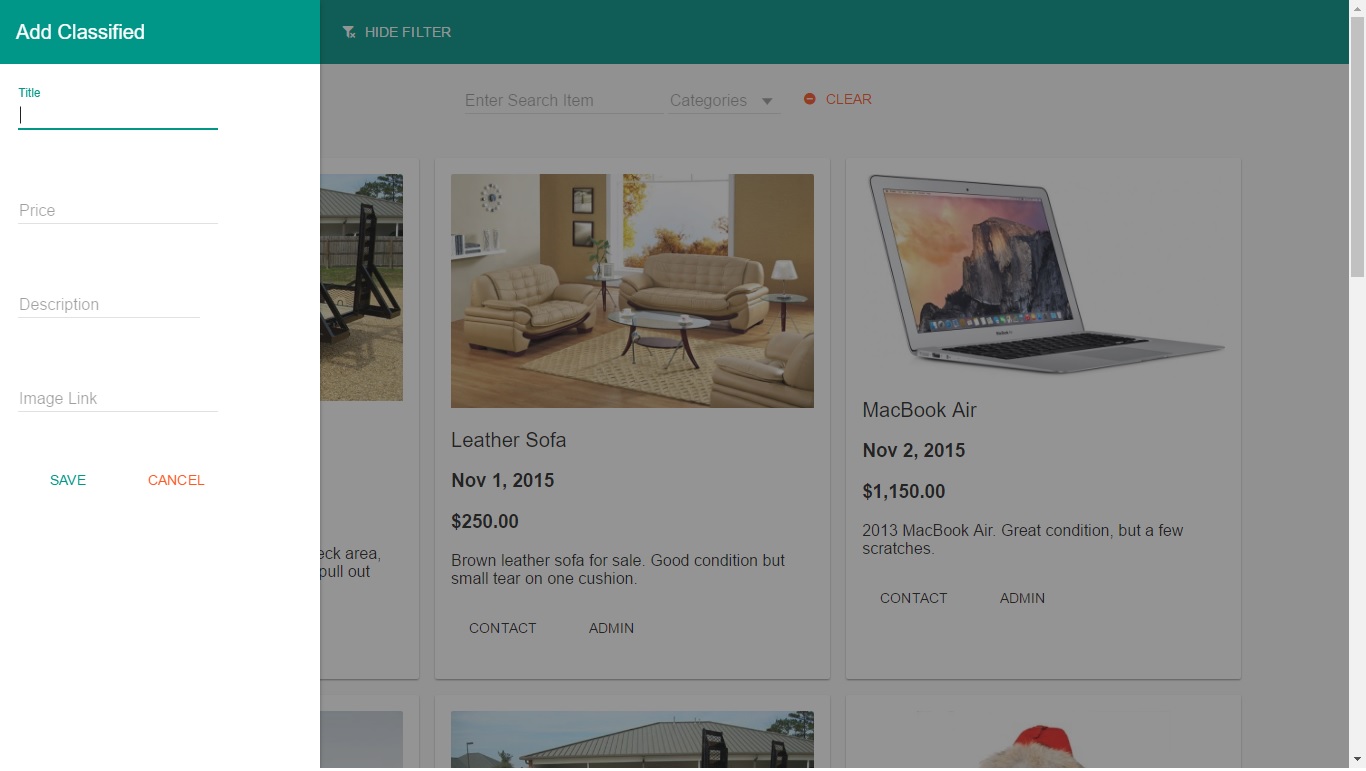 Add Classified
HIDE FILTER
Title
Price
Description
Image Link
SAVE
CANCEL
Enter Search Item
Categories
CLEAR
eck area,
pull out
Leather Sofa
Nov 1, 2015
$250.00
Brown leather sofa for sale. Good condition but
small tear on one cushion.
CONTACT
ADMIN
MacBook Air
Nov 2, 2015
$1,150.00
2013 MacBook Air. Great condition, but a few
scratches.
CONTACT
ADMIN